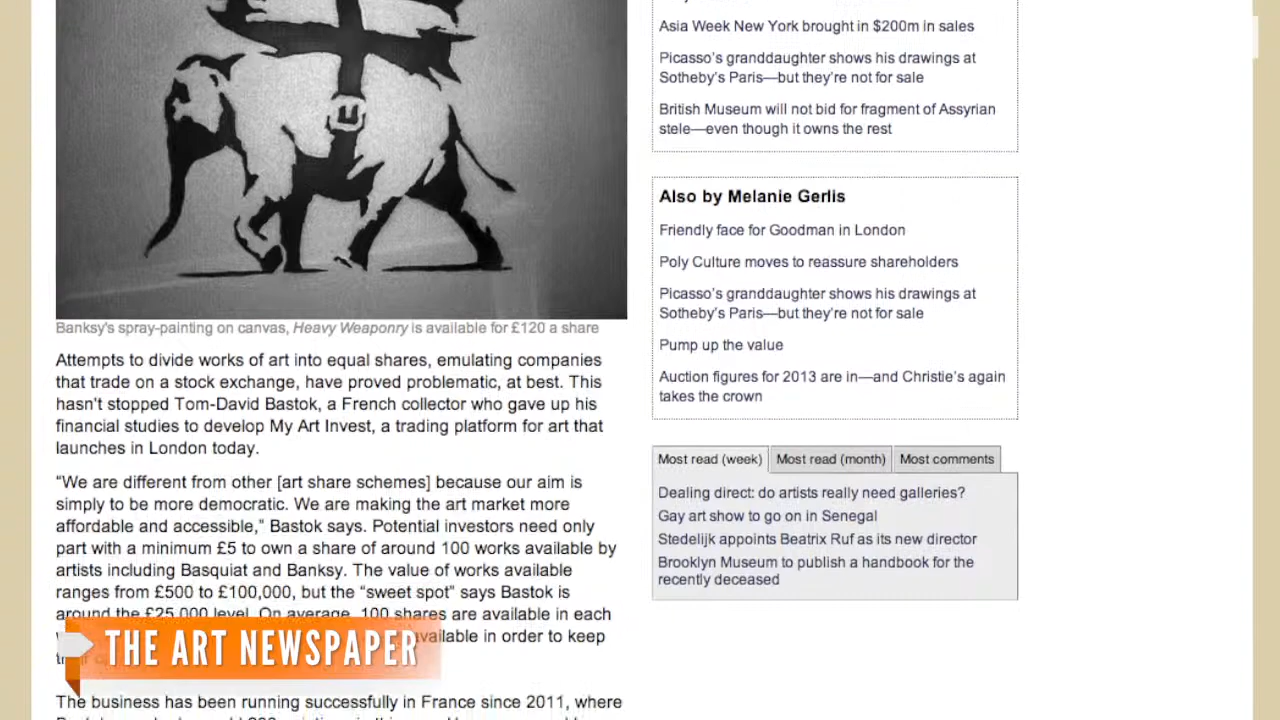 Asia Week New York brought in $200m in sales
Picasso's granddaughter shows his drawings at
Sotheby's Paris—but they're not for sale
British Museum will not bid for fragment of Assyrian
stele—even though it owns the rest
Also by Melanie Gerlis
Friendly face for Goodman in London
Poly Culture moves to reassure shareholders
Picasso's granddaughter shows his drawings at
Sotheby's Paris—but they're not for sale
Pump up the value
Auction figures for 2013 are in—and Christie's again
takes the crown
Most read (week) Most read (month) Most comments
Dealing direct: do artists really need galleries?
Gay art show to go on in Senegal
Stedelijk appoints Beatrix Ruf as its new director
Brooklyn Museum to publish a handbook for the
recently deceased
Banksy's spray-painting on canvas, Heavy Weaponry is available for £120 a share
Attempts to divide works of art into equal shares, emulating companies
that trade on a stock exchange, have proved problematic, at best. This
hasn't stopped Tom-David Bastok, a French collector who gave up his
financial studies to develop My Art Invest, a trading platform for art that
launches in London today.
"We are different from other [art share schemes] because our aim is
simply to be more democratic. We are making the art market more
affordable and accessible," Bastok says. Potential investors need only
part with a minimum £5 to own a share of around 100 works available by
artists including Basquiat and Banksy. The value of works available
ranges from £500 to £100,000, but the "sweet spot" says Bastok is
around the £25,000 level. On average, 100 shares are available in each
available in order to keep
THE ART NEWSPAPER
The business has been running successfully in France since 2011, where